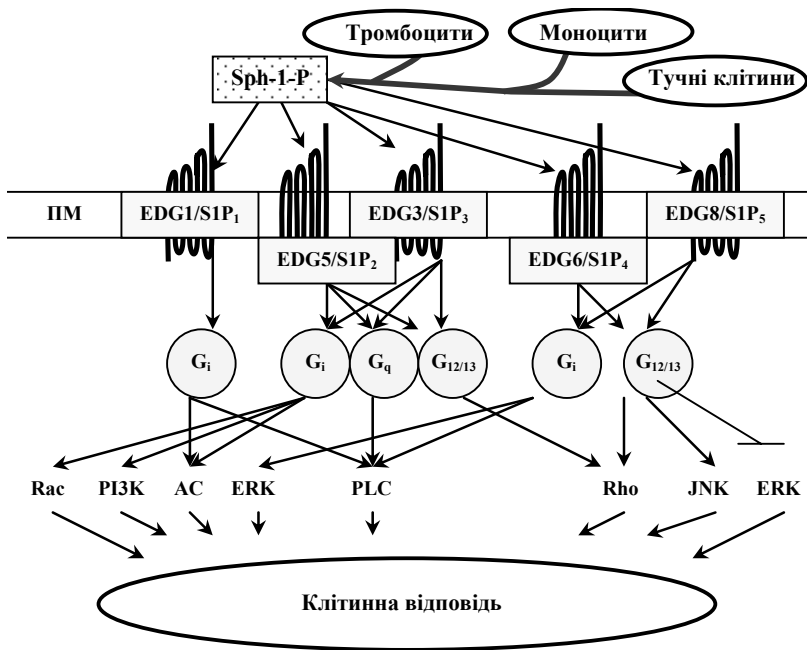 Тромбоцити
Моноцити
Тучні клітини
Sph-1-P
ПМ
EDG1/S1P₁
EDG3/S1P₃
EDG8/S1P₅
EDG5/S1P₂
EDG6/S1P₄
Gᵢ
Gᵢ
G_q
G₁₂/₁₃
Gᵢ
G₁₂/₁₃
Rac
PI3K
AC
ERK
PLC
Rho
JNK
ERK
Клітинна відповідь